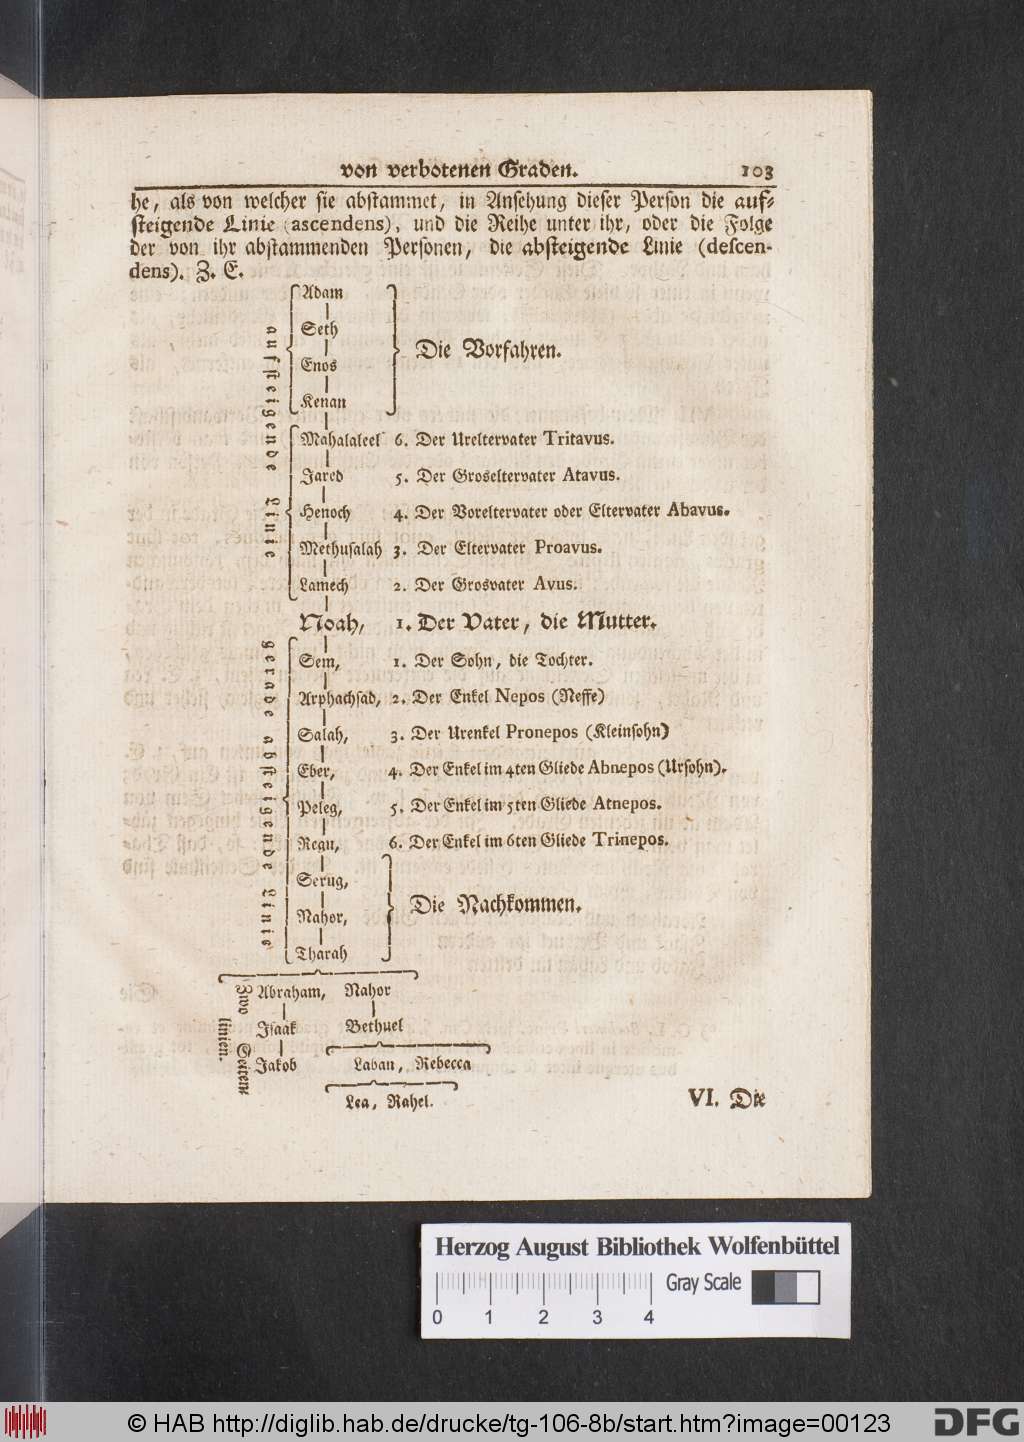 von verbotenen Graden. 103
he, als von welcher sie abstammet, in Ansehung dieser Person die auf-
steigende Linie (ascendens), und die Reihe unter ihr, oder die Folge
der von ihr abstammenden Personen, die absteigende Linie (descen-
dens). Z. E.
aufsteigende Linie
Adam
Seth
Enos
Kenan
Die Vorfahren.
Mahalaleel 6. Der Ureltervater Tritavus.
Jared 5. Der Groseltervater Atavus.
Henoch 4. Der Voreltervater oder Eltervater Abavus.
Methusalah 3. Der Eltervater Proavus.
Lamech 2. Der Grosvater Avus.
Noah, 1. Der Vater, die Mutter.
gerade absteigende Linie
Sem, 1. Der Sohn, die Tochter.
Arphachsad, 2. Der Enkel Nepos (Neffe)
Salah, 3. Der Urenkel Pronepos (Kleinsohn)
Eber, 4. Der Enkel im 4ten Gliede Abnepos (Ursohn).
Peleg, 5. Der Enkel im 5ten Gliede Atnepos.
Regu, 6. Der Enkel im 6ten Gliede Trinepos.
Serug,
Nahor,
Tharah
Die Nachkommen.
Zwo Seiten-
linien.
Abraham, Nahor
Isaak Bethuel
Jakob Laban, Rebecca
Lea, Rahel.
VI. Die
Herzog August Bibliothek Wolfenbüttel
Gray Scale
0 1 2 3 4
© HAB http://diglib.hab.de/drucke/tg-106-8b/start.htm?image=00123
DFG